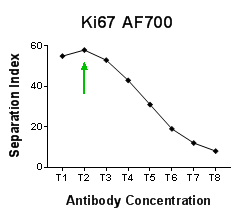 Ki67 AF700
Separation Index
60
40
20
0
T1 T2 T3 T4 T5 T6 T7 T8
Antibody Concentration